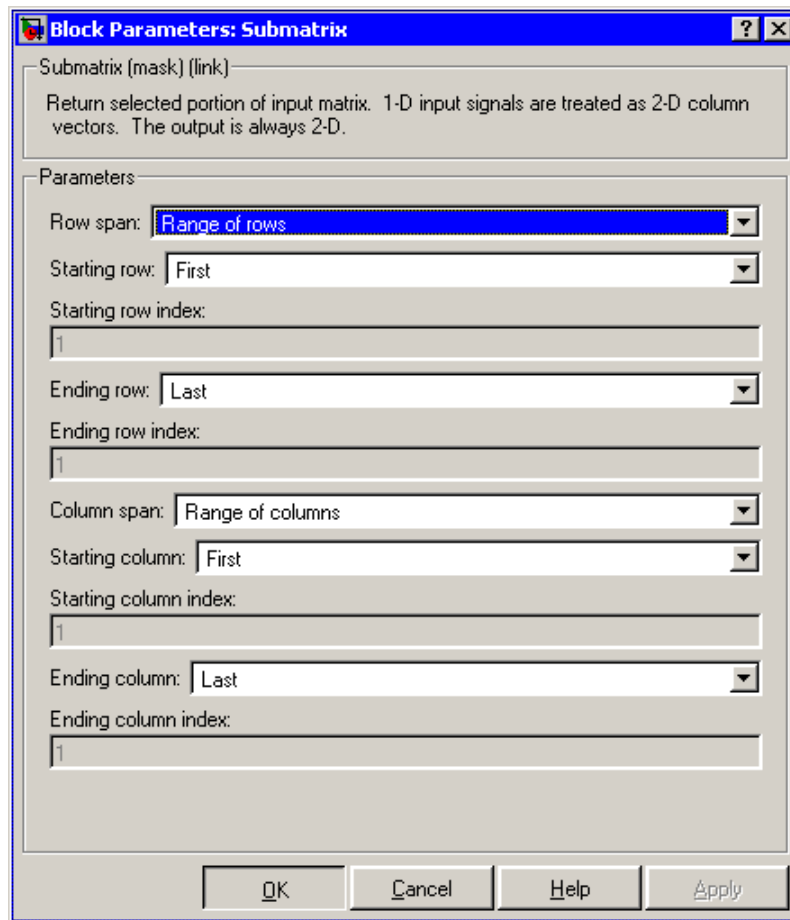 Block Parameters: Submatrix
Submatrix (mask) (link)
Return selected portion of input matrix. 1-D input signals are treated as 2-D column
vectors. The output is always 2-D.
Parameters
Row span: Range of rows
Starting row: First
Starting row index:
1
Ending row: Last
Ending row index:
1
Column span: Range of columns
Starting column: First
Starting column index:
1
Ending column: Last
Ending column index:
1
OK Cancel Help Apply